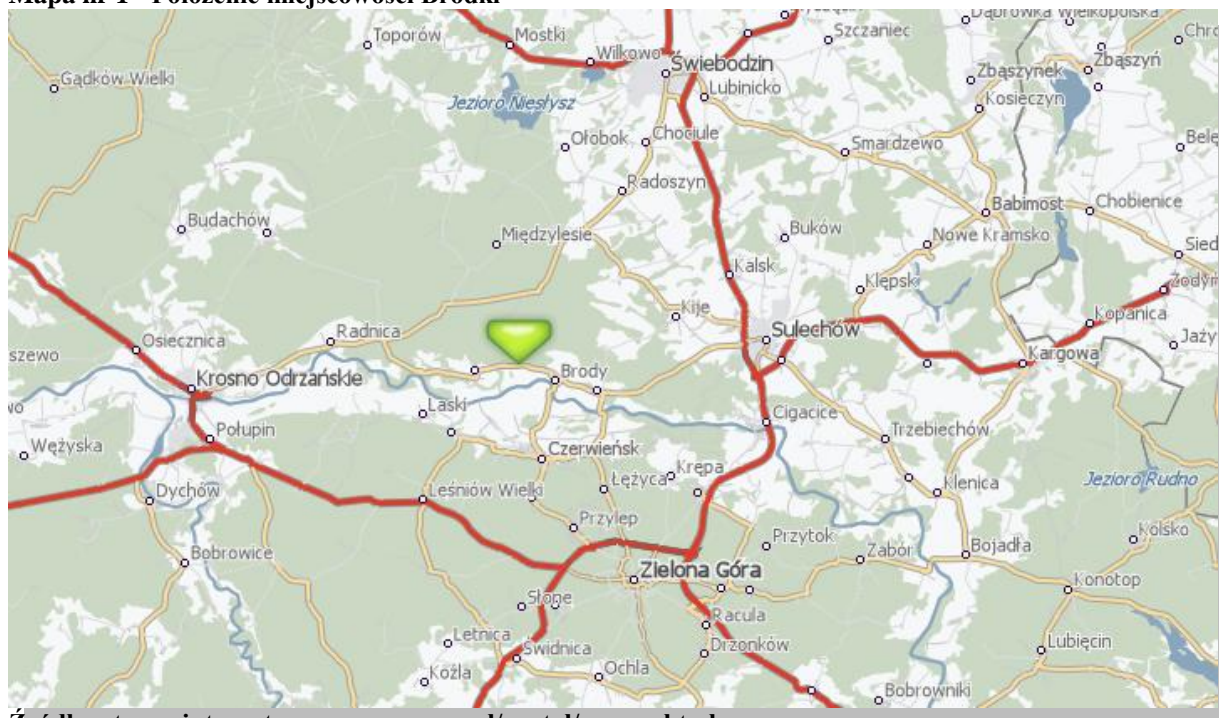 Mapa nr 1 Położenie miejscowości Bródki
Toporów
Mostki
Wilkowo
Świebodzin
Szczaniec
Dąbrówka Wielkopolska
Zbąszyń
Gądków Wielki
Jezioro Niesłysz
Lubinicko
Zbąszynek
Kosieczyn
Ołobok
Chociule
Smardzewo
Radoszyn
Babimost
Chobienice
Budachów
Międzylesie
Buków
Nowe Kramsko
Kalsk
Klępsk
Kije
Kopanica
Osiecznica
Radnica
Sulechów
Kargowa
Krosno Odrzańskie
Brody
Laski
Cigacice
Połupin
Trzebiechów
Wężyska
Czerwieńsk
Krępa
Łężyca
Klenica
Jezioro Rudno
Dychów
Leśniów Wielki
Przylep
Przytok
Kolsko
Bobrowice
Zabór
Bojadła
Zielona Góra
Konotop
Słone
Racula
Letnica
Drzonków
Lubięcin
Świdnica
Koźla
Ochla
Bobrowniki